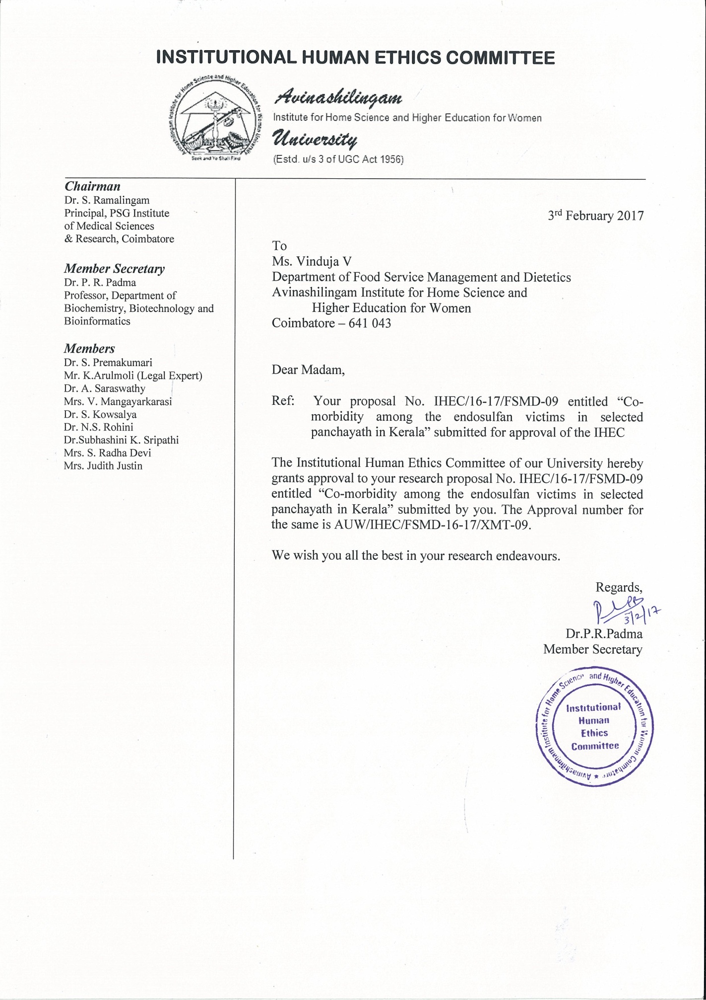 INSTITUTIONAL HUMAN ETHICS COMMITTEE
Avinashilingam Institute for Home Science and Higher Education for Women University
Seek and Ye Shall Find
Avinashilingam
Institute for Home Science and Higher Education for Women
University
(Estd. u/s 3 of UGC Act 1956)
Chairman
Dr. S. Ramalingam
Principal, PSG Institute
of Medical Sciences
& Research, Coimbatore
Member Secretary
Dr. P. R. Padma
Professor, Department of
Biochemistry, Biotechnology and
Bioinformatics
Members
Dr. S. Premakumari
Mr. K.Arulmoli (Legal Expert)
Dr. A. Saraswathy
Mrs. V. Mangayarkarasi
Dr. S. Kowsalya
Dr. N.S. Rohini
Dr.Subhashini K. Sripathi
Mrs. S. Radha Devi
Mrs. Judith Justin
3rd February 2017
To
Ms. Vinduja V
Department of Food Service Management and Dietetics
Avinashilingam Institute for Home Science and
Higher Education for Women
Coimbatore – 641 043
Dear Madam,
Ref: Your proposal No. IHEC/16-17/FSMD-09 entitled “Co-
morbidity among the endosulfan victims in selected
panchayath in Kerala” submitted for approval of the IHEC
The Institutional Human Ethics Committee of our University hereby
grants approval to your research proposal No. IHEC/16-17/FSMD-09
entitled “Co-morbidity among the endosulfan victims in selected
panchayath in Kerala” submitted by you. The Approval number for
the same is AUW/IHEC/FSMD-16-17/XMT-09.
We wish you all the best in your research endeavours.
Regards,
3/2/17
Dr.P.R.Padma
Member Secretary
Avinashilingam Institute for Home Science and Higher Education for Women Coimbatore
Institutional
Human
Ethics
Committee